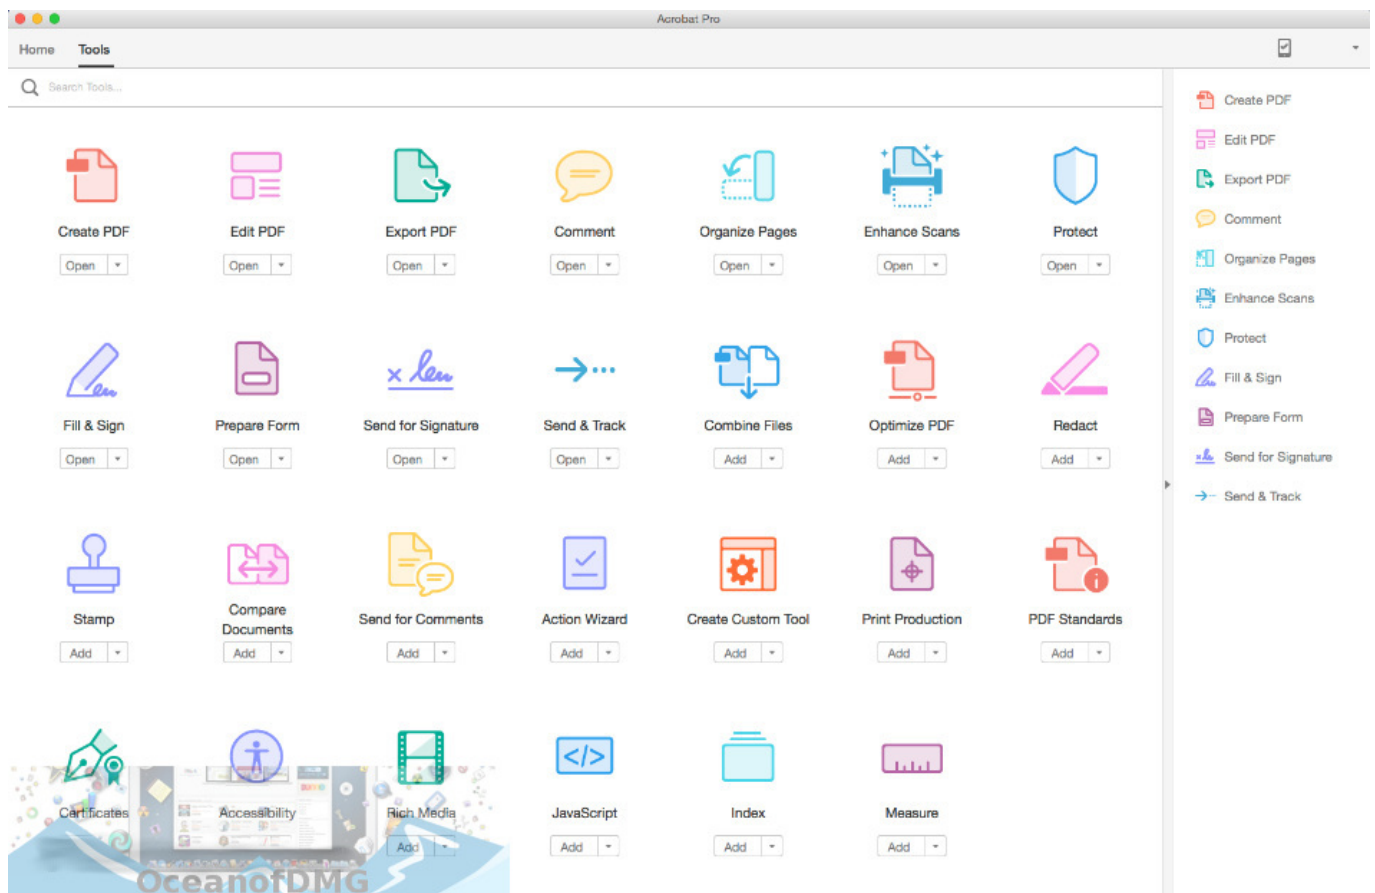 Acrobat Pro
Home Tools
Search Tools...
Create PDF Edit PDF Export PDF Comment Organize Pages Enhance Scans Protect
Open Open Open Open Open Open Open
Fill & Sign Prepare Form Send for Signature Send & Track Combine Files Optimize PDF Redact
Open Open Open Open Add Add Add
Stamp Compare Documents Send for Comments Action Wizard Create Custom Tool Print Production PDF Standards
Add Add Add Add Add Add Add
Certificates Accessibility Rich Media JavaScript Index Measure
Add Add Add Add
OceanofDMG
Create PDF
Edit PDF
Export PDF
Comment
Organize Pages
Enhance Scans
Protect
Fill & Sign
Prepare Form
Send for Signature
Send & Track